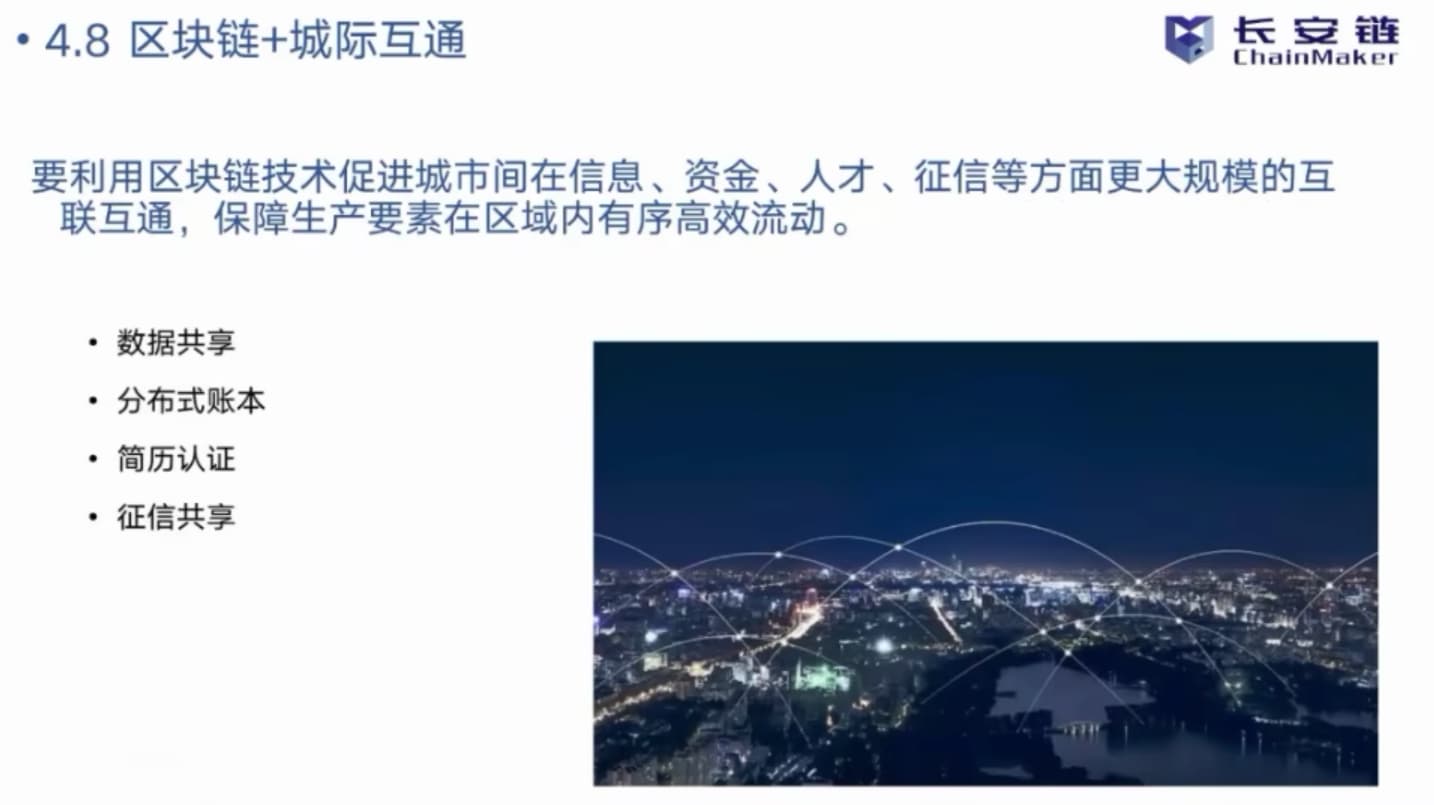 • 4.8 区块链+城际互通
长安链
ChainMaker
要利用区块链技术促进城市间在信息、资金、人才、征信等方面更大规模的互
联互通，保障生产要素在区域内有序高效流动。
• 数据共享
• 分布式账本
• 简历认证
• 征信共享